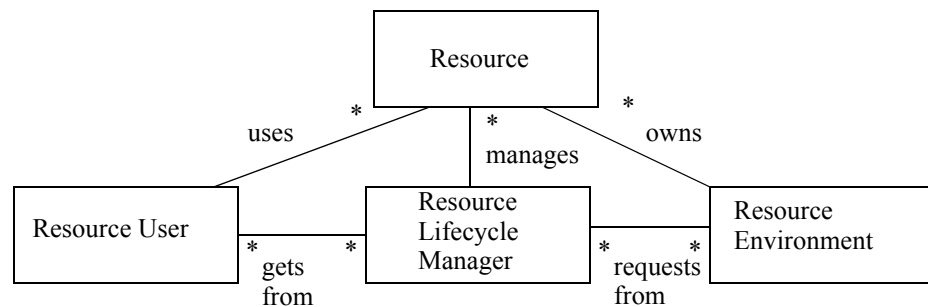 Resource
*
*
*
uses
owns
manages
Resource User
Resource
Lifecycle
Manager
Resource
Environment
*
*
*
*
gets
from
requests
from